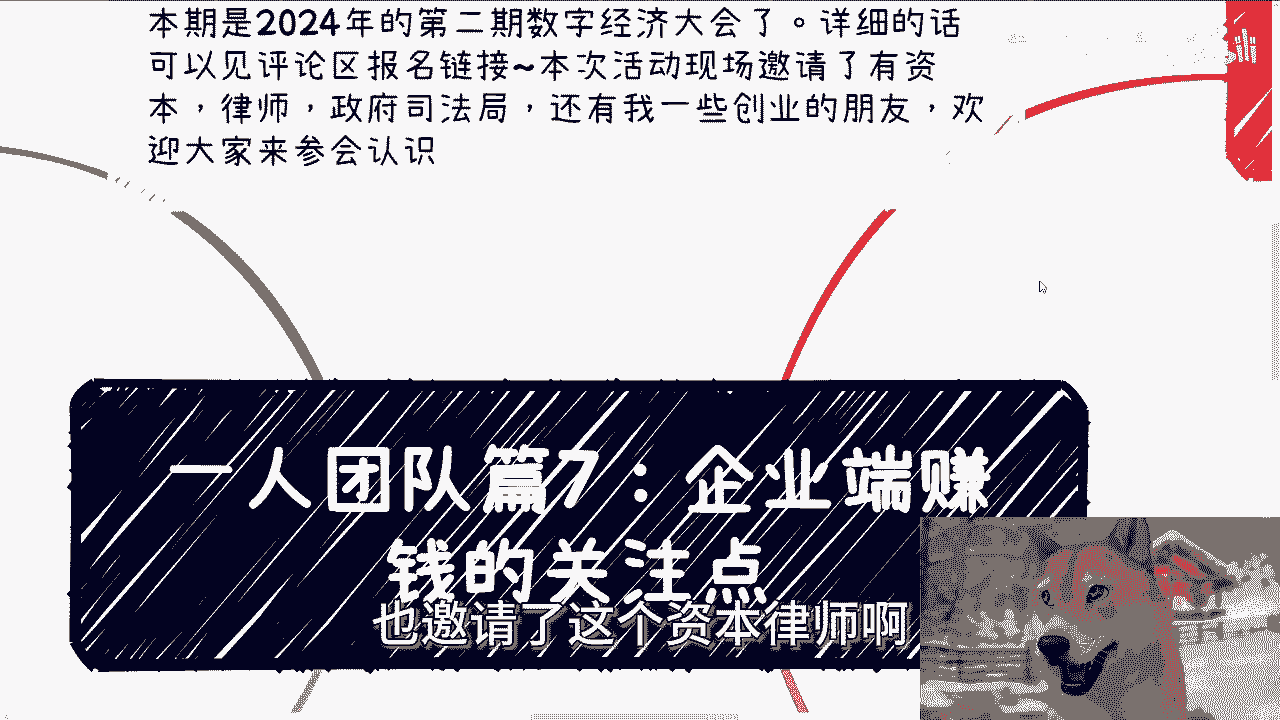 本期是2024年的第二期数字经济大会了。详细的话
可以见评论区报名链接~本次活动现场邀请了有资
本，律师，政府司法局，还有我一些创业的朋友，欢
迎大家来参会认识
一人团队篇7：企业端赚
钱的关注点
也邀请了这个资本律师啊